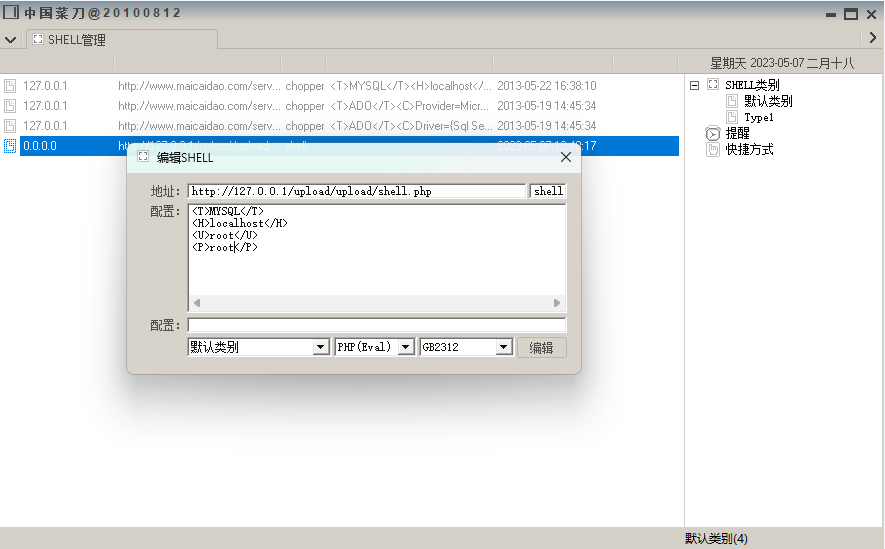 中国菜刀@20100812
SHELL管理
星期天 2023-05-07 二月十八
127.0.0.1 http://www.maicaidao.com/serv... chopper <T>MYSQL</T><H>localhost</... 2013-05-22 16:38:10
127.0.0.1 http://www.maicaidao.com/serv... chopper <T>ADO</T><C>Provider=Micr... 2013-05-19 14:45:34
127.0.0.1 http://www.maicaidao.com/serv... chopper <T>ADO</T><C>Driver={Sql Se... 2013-05-19 14:45:34
0.0.0.0
SHELL类别
默认类别
Type1
提醒
快捷方式
编辑SHELL
地址: http://127.0.0.1/upload/upload/shell.php shell
配置: <T>MYSQL</T>
<H>localhost</H>
<U>root</U>
<P>root</P>
配置:
默认类别 PHP(Eval) GB2312 编辑
默认类别(4)